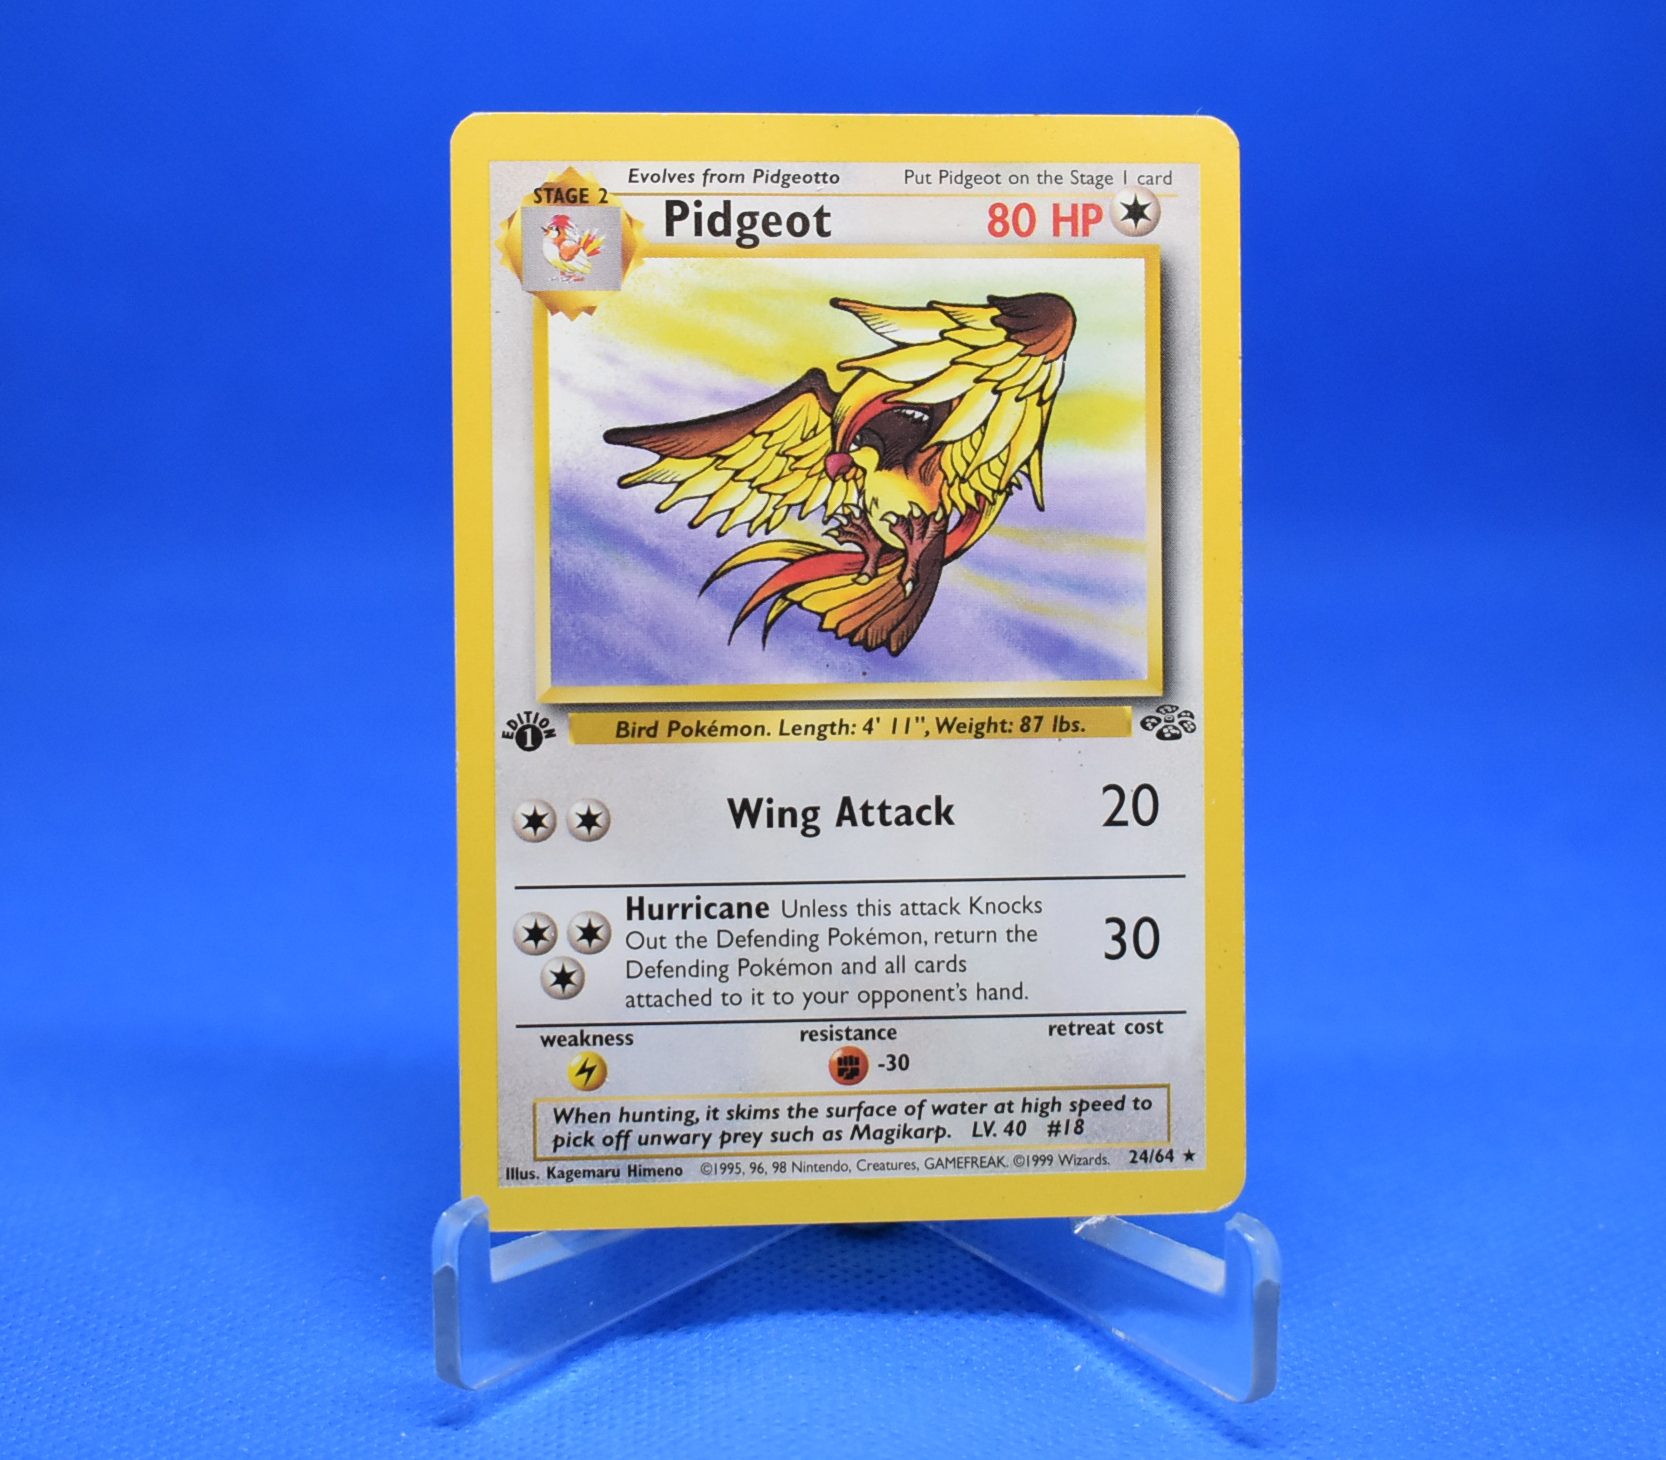 Evolves from Pidgeotto Put Pidgeot on the Stage 1 card
STAGE 2
Pidgeot 80 HP
EDITION 1
Bird Pokémon. Length: 4' 11", Weight: 87 lbs.
Wing Attack 20
Hurricane Unless this attack Knocks
Out the Defending Pokémon, return the
Defending Pokémon and all cards
attached to it to your opponent's hand.
30
weakness resistance retreat cost
-30
When hunting, it skims the surface of water at high speed to
pick off unwary prey such as Magikarp. LV. 40 #18
Illus. Kagemaru Himeno ©1995, 96, 98 Nintendo, Creatures, GAMEFREAK. ©1999 Wizards. 24/64 ★